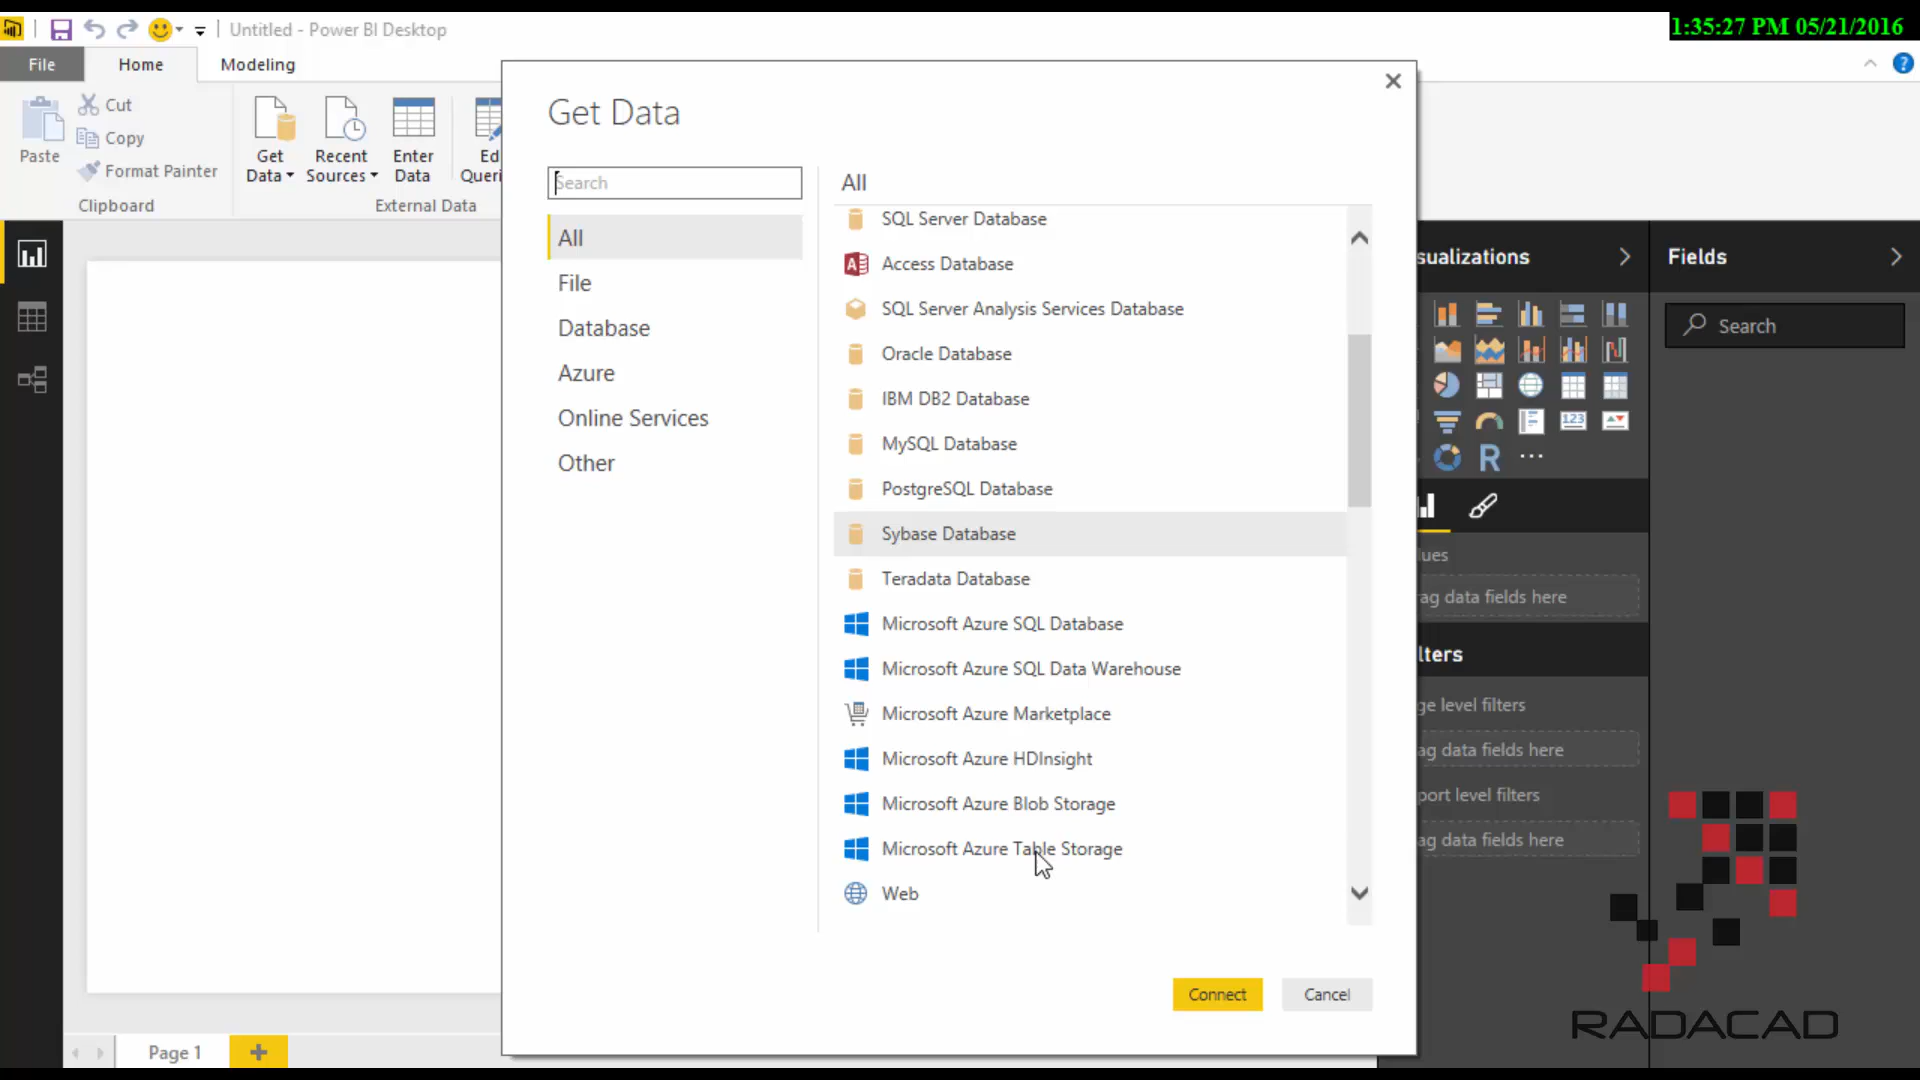 Untitled - Power BI Desktop
1:35:27 PM 05/21/2016
File
Home
Modeling
Paste
Cut
Copy
Format Painter
Clipboard
Get Data
Recent Sources
Enter Data
Ed
Queri
External Data
Get Data
Search
All
File
Database
Azure
Online Services
Other
All
SQL Server Database
Access Database
SQL Server Analysis Services Database
Oracle Database
IBM DB2 Database
MySQL Database
PostgreSQL Database
Sybase Database
Teradata Database
Microsoft Azure SQL Database
Microsoft Azure SQL Data Warehouse
Microsoft Azure Marketplace
Microsoft Azure HDInsight
Microsoft Azure Blob Storage
Microsoft Azure Table Storage
Web
Connect
Cancel
sualizations
Fields
Search
123
R
lues
ag data fields here
lters
ge level filters
ag data fields here
port level filters
ag data fields here
RADACAD
Page 1